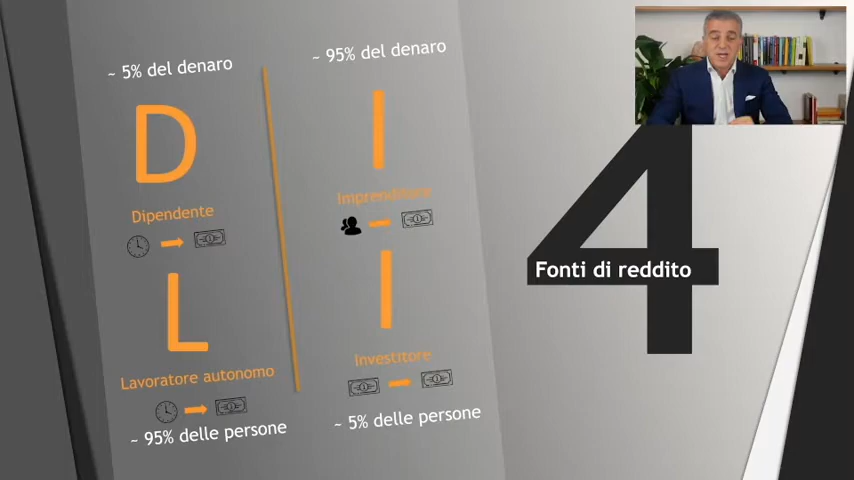 ~ 5% del denaro
~ 95% del denaro
D
I
Dipendente
Imprenditore
L
I
Lavoratore autonomo
Investitore
~ 95% delle persone
~ 5% delle persone
4
Fonti di reddito